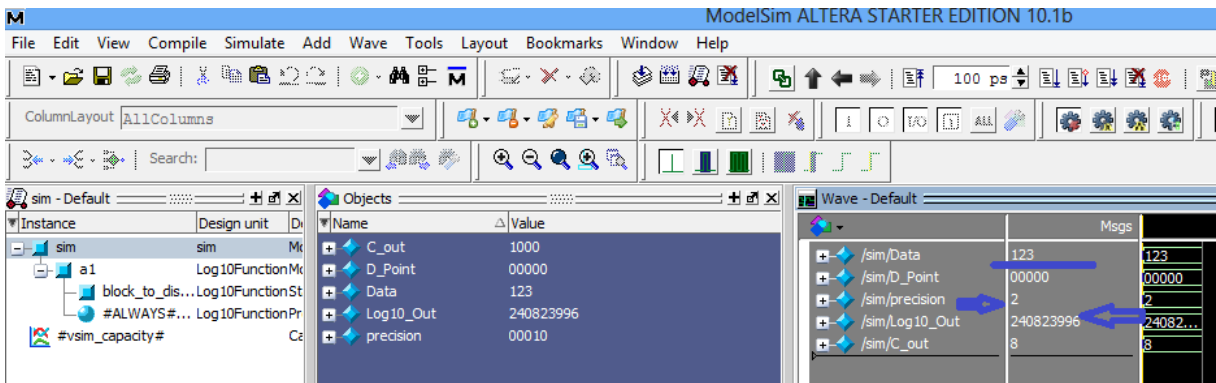 M ModelSim ALTERA STARTER EDITION 10.1b
File Edit View Compile Simulate Add Wave Tools Layout Bookmarks Window Help
M 100 ps
ColumnLayout AllColumns I O I/O ALL
Search:
sim - Default Objects Wave - Default
Instance Design unit Name Value Msgs
sim sim C_out 1000
a1 Log10Function D_Point 00000 /sim/Data 123 123
block_to_dis... Log10Function Data 123 /sim/D_Point 00000 00000
#ALWAYS#... Log10Function Log10_Out 240823996 /sim/precision 2 2
#vsim_capacity# precision 00010 /sim/Log10_Out 240823996 24082...
/sim/C_out 8 8